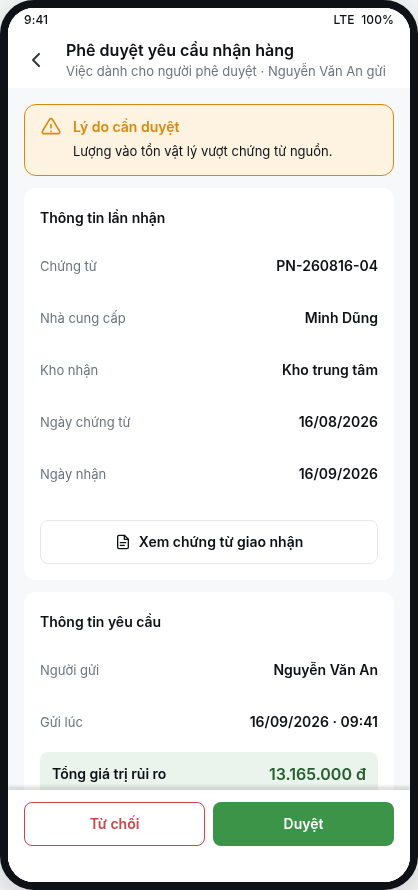 9:41 LTE 100%
Phê duyệt yêu cầu nhận hàng
Việc dành cho người phê duyệt · Nguyễn Văn An gửi
Lý do cần duyệt
Lượng vào tồn vật lý vượt chứng từ nguồn.
Thông tin lần nhận
Chứng từ PN-260816-04
Nhà cung cấp Minh Dũng
Kho nhận Kho trung tâm
Ngày chứng từ 16/08/2026
Ngày nhận 16/09/2026
Xem chứng từ giao nhận
Thông tin yêu cầu
Người gửi Nguyễn Văn An
Gửi lúc 16/09/2026 · 09:41
Tổng giá trị rủi ro 13.165.000 đ
Từ chối Duyệt